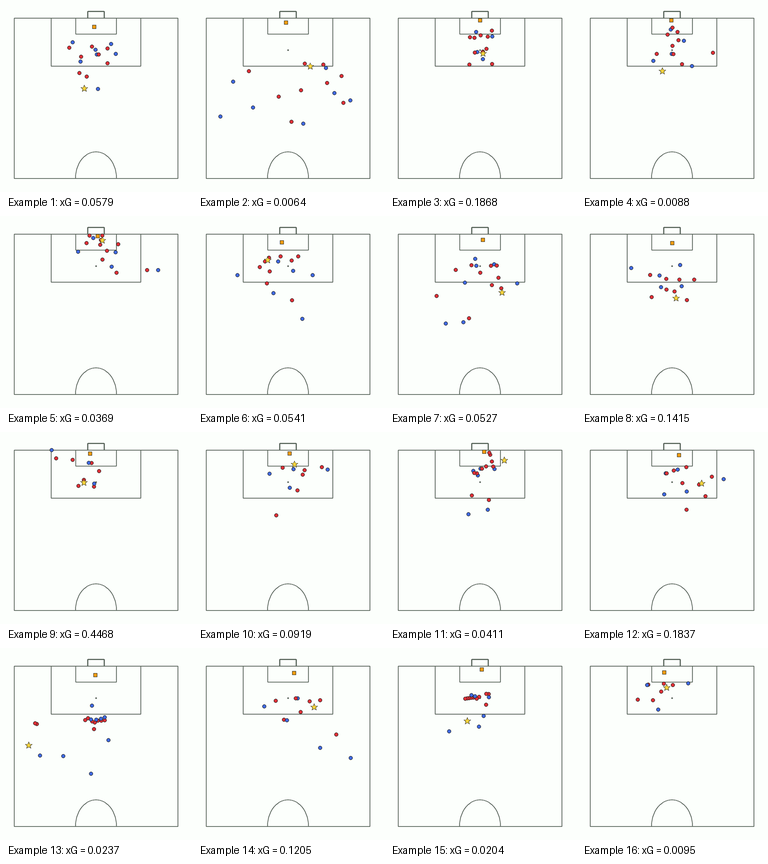 Example 1: xG = 0.0579
Example 2: xG = 0.0064
Example 3: xG = 0.1868
Example 4: xG = 0.0088
Example 5: xG = 0.0369
Example 6: xG = 0.0541
Example 7: xG = 0.0527
Example 8: xG = 0.1415
Example 9: xG = 0.4468
Example 10: xG = 0.0919
Example 11: xG = 0.0411
Example 12: xG = 0.1837
Example 13: xG = 0.0237
Example 14: xG = 0.1205
Example 15: xG = 0.0204
Example 16: xG = 0.0095